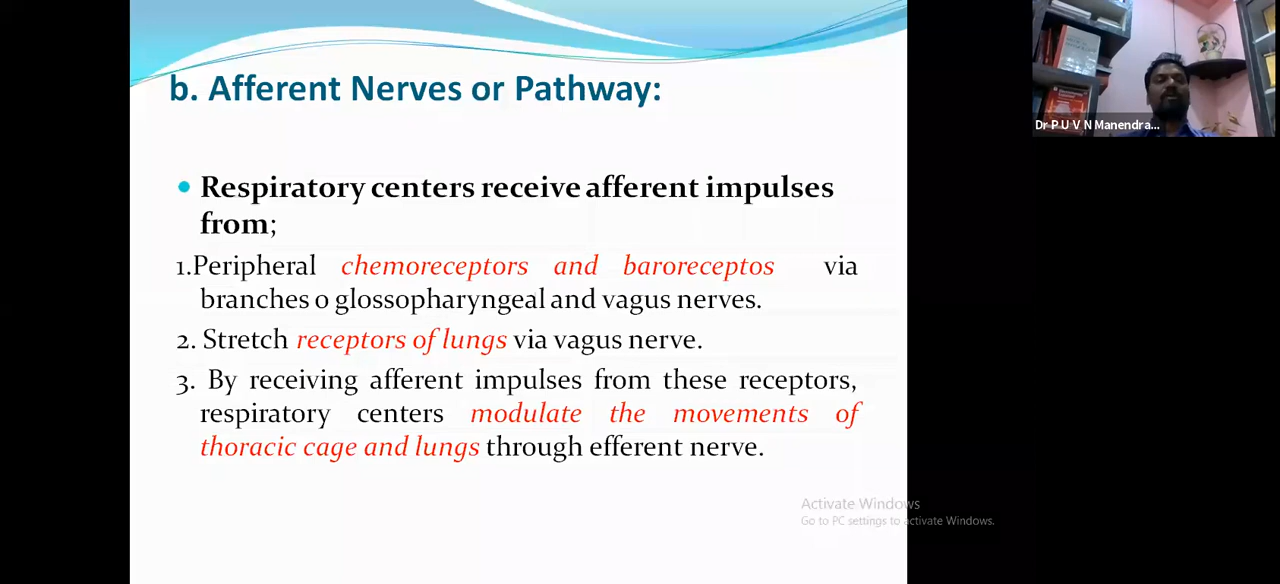 b. Afferent Nerves or Pathway:
Respiratory centers receive afferent impulses
from;
1.Peripheral chemoreceptors and baroreceptos via
branches o glossopharyngeal and vagus nerves.
2. Stretch receptors of lungs via vagus nerve.
3. By receiving afferent impulses from these receptors,
respiratory centers modulate the movements of
thoracic cage and lungs through efferent nerve.
Dr P U V N Manendra...
Activate Windows
Go to PC settings to activate Windows.